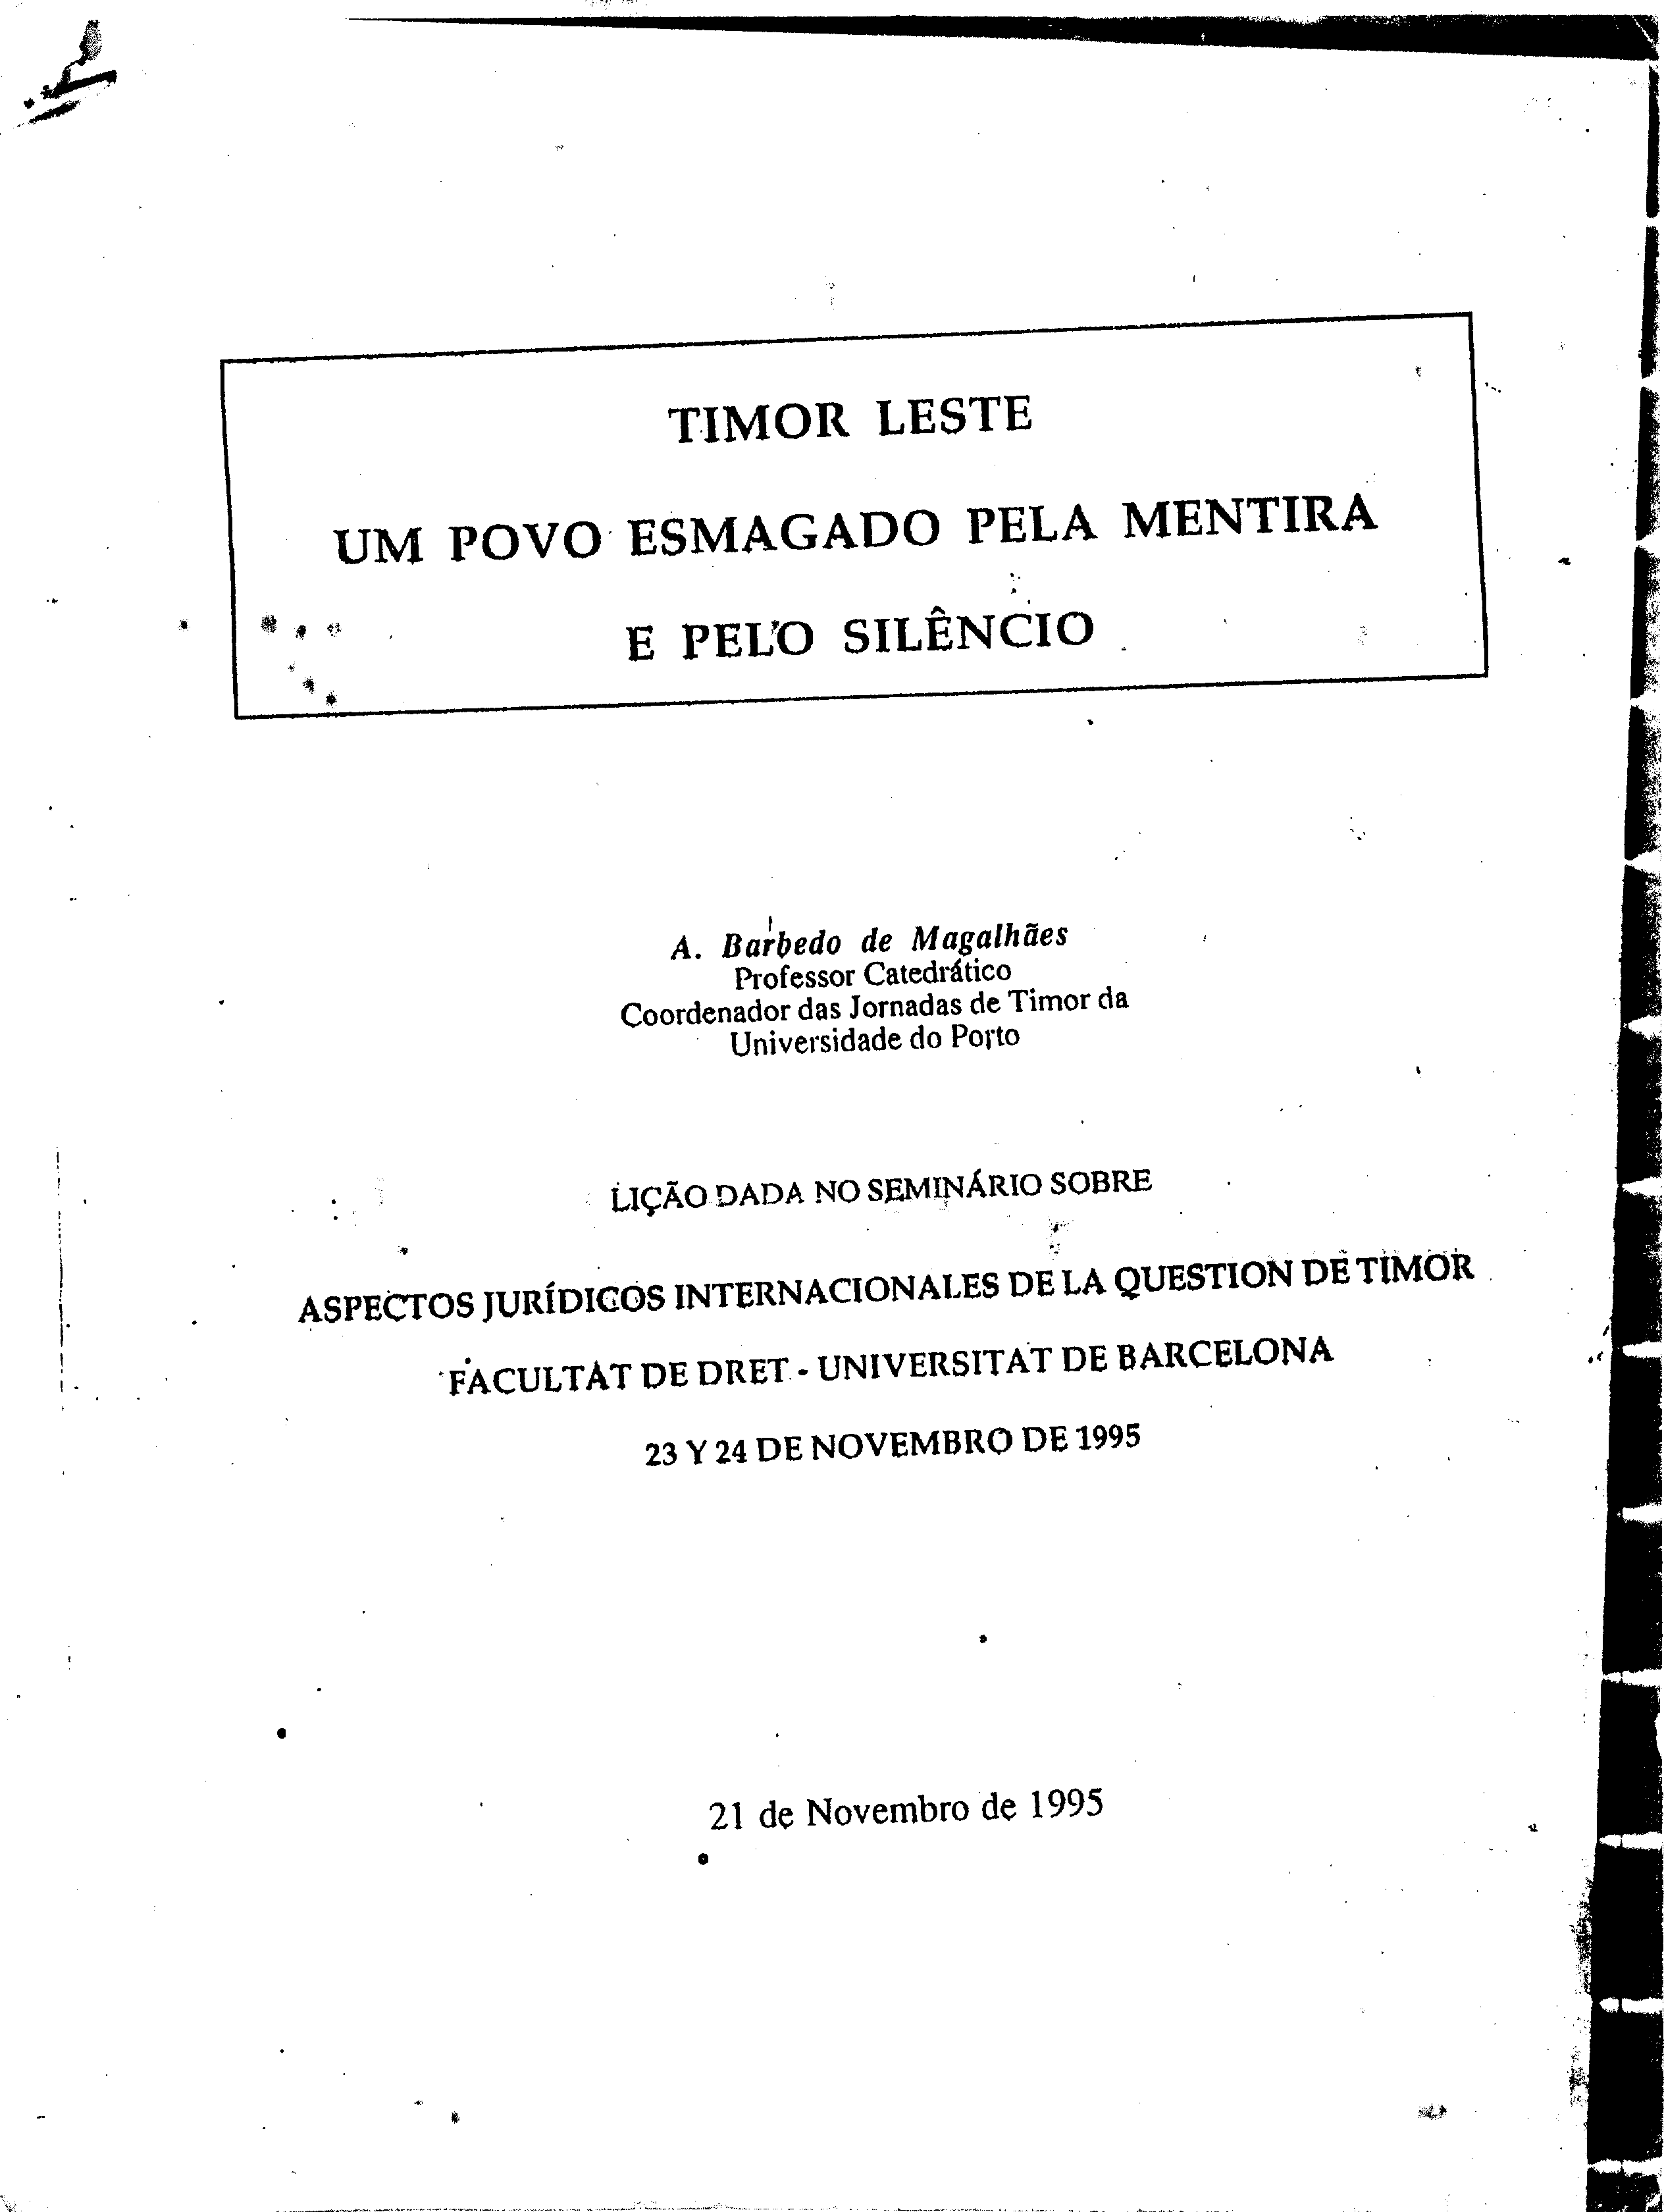 TIMOR LESTE
UM POVO ESMAGADO PELA MENTIRA
E PELO SILÊNCIO
A. Barbedo de Magalhães
Professor Catedrático
Coordenador das Jornadas de Timor da
Universidade do Porto
LIÇÃO DADA NO SEMINÁRIO SOBRE
ASPECTOS JURÍDICOS INTERNACIONALES DE LA QUESTION DE TIMOR
FACULTAT DE DRET - UNIVERSITAT DE BARCELONA
23 Y 24 DE NOVEMBRO DE 1995
21 de Novembro de 1995